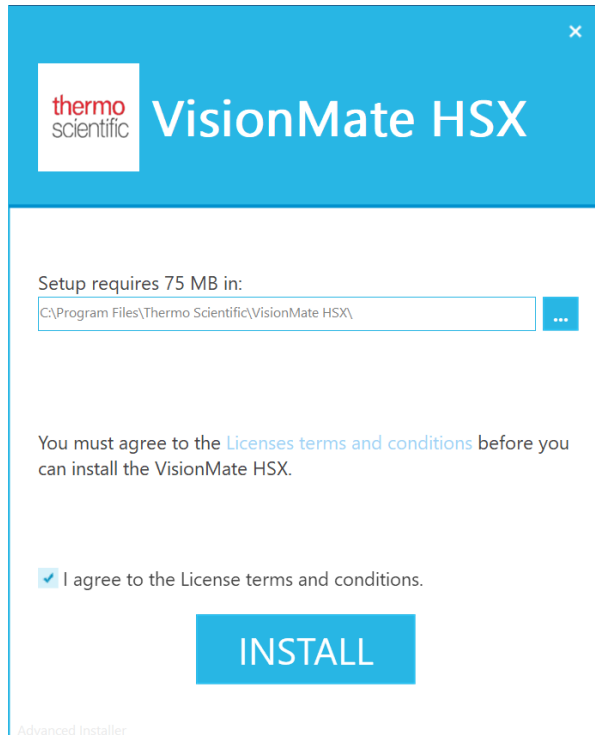 ×
thermo
scientific
VisionMate HSX
Setup requires 75 MB in:
C:\Program Files\Thermo Scientific\VisionMate HSX\
...
You must agree to the Licenses terms and conditions before you
can install the VisionMate HSX.
I agree to the License terms and conditions.
INSTALL
Advanced Installer